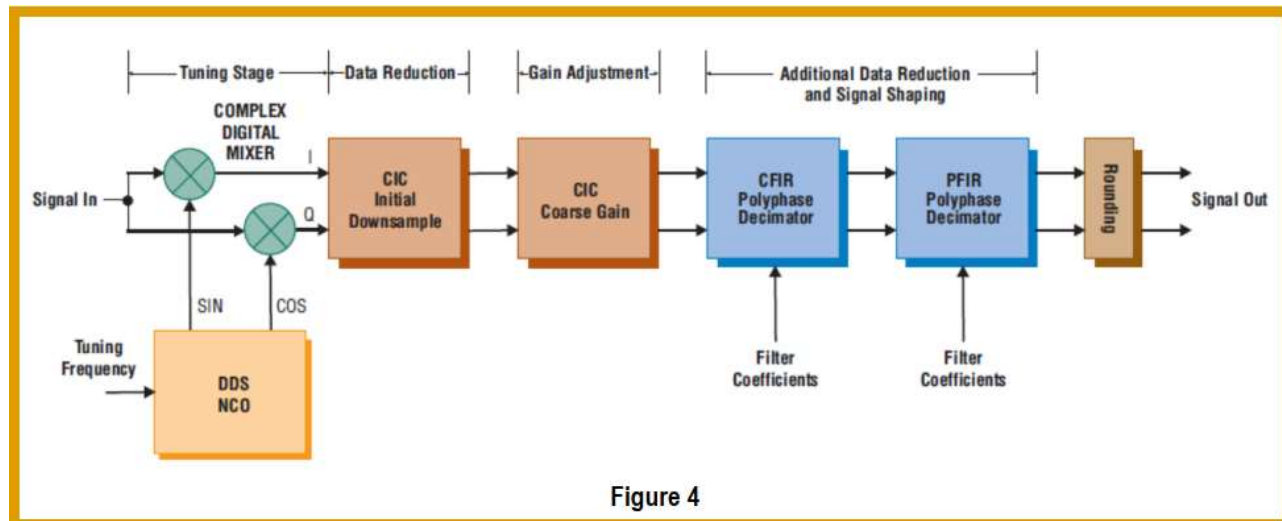 Tuning Stage
Data Reduction
Gain Adjustment
Additional Data Reduction
and Signal Shaping
COMPLEX
DIGITAL
MIXER
I
Q
Signal In
CIC
Initial
Downsample
CIC
Coarse Gain
CFIR
Polyphase
Decimator
PFIR
Polyphase
Decimator
Rounding
Signal Out
SIN
COS
Tuning
Frequency
DDS
NCO
Filter
Coefficients
Filter
Coefficients
Figure 4